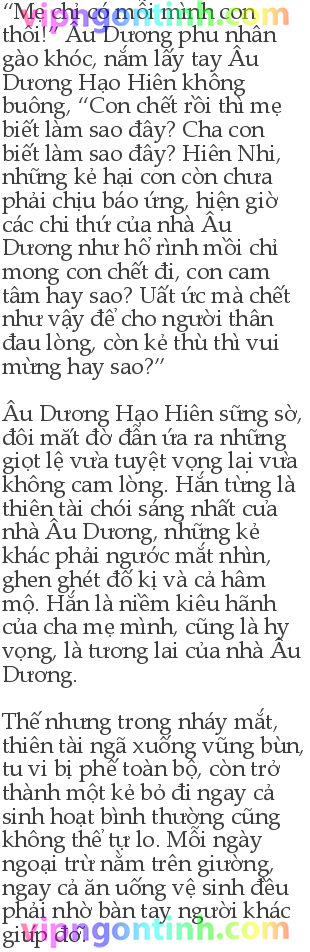 vipngontinh.com
“Mẹ chỉ có mỗi mình con
thôi!” Âu Dương phu nhân
gào khóc, nắm lấy tay Âu
Dương Hạo Hiên không
buông, “Con chết rồi thì mẹ
biết làm sao đây? Cha con
biết làm sao đây? Hiên Nhi,
những kẻ hại con còn chưa
phải chịu báo ứng, hiện giờ
các chi thứ của nhà Âu
Dương như hổ rình mồi chỉ
mong con chết đi, con cam
tâm hay sao? Uất ức mà chết
như vậy để cho người thân
đau lòng, còn kẻ thù thì vui
mừng hay sao?”
Âu Dương Hạo Hiên sững sờ,
đôi mắt đờ đẫn ứa ra những
giọt lệ vừa tuyệt vọng lại vừa
không cam lòng. Hắn từng là
thiên tài chói sáng nhất của
nhà Âu Dương, những kẻ
khác phải ngước mắt nhìn,
ghen ghét đố kị và cả hâm
mộ. Hắn là niềm kiêu hãnh
của cha mẹ mình, cũng là hy
vọng, là tương lai của nhà Âu
Dương.
Thế nhưng trong nháy mắt,
thiên tài ngã xuống vũng bùn,
tu vi bị phế toàn bộ, còn trở
thành một kẻ bỏ đi ngay cả
sinh hoạt bình thường cũng
không thể tự lo. Mỗi ngày
ngoại trừ nằm trên giường,
ngay cả ăn uống vệ sinh đều
phải nhờ bàn tay người khác
giúp đỡ.
vipngontinh.com